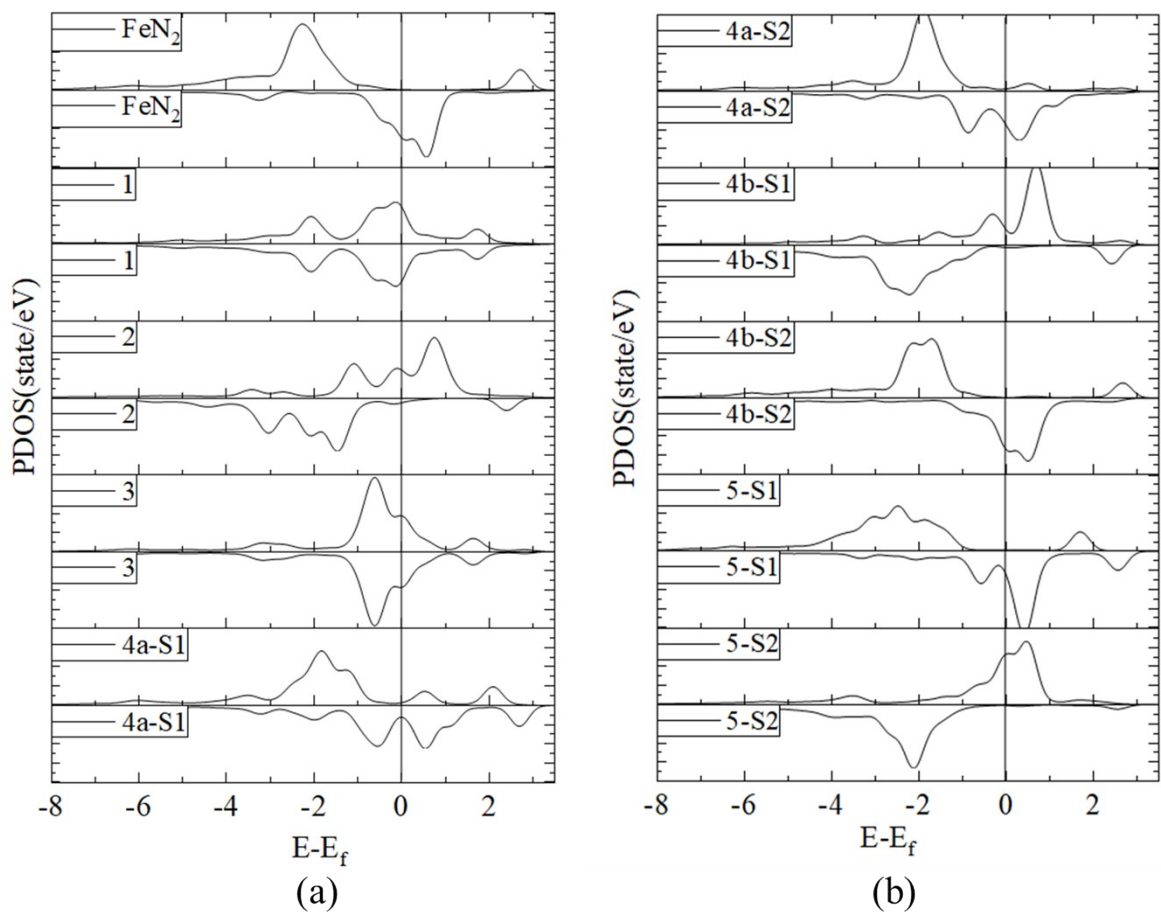 PDOS(state/eV)
FeN2
FeN2
1
1
2
2
3
3
4a-S1
4a-S1
-8 -6 -4 -2 0 2
E-Ef
(a)
PDOS(state/eV)
4a-S2
4a-S2
4b-S1
4b-S1
4b-S2
4b-S2
5-S1
5-S1
5-S2
5-S2
-8 -6 -4 -2 0 2
E-Ef
(b)